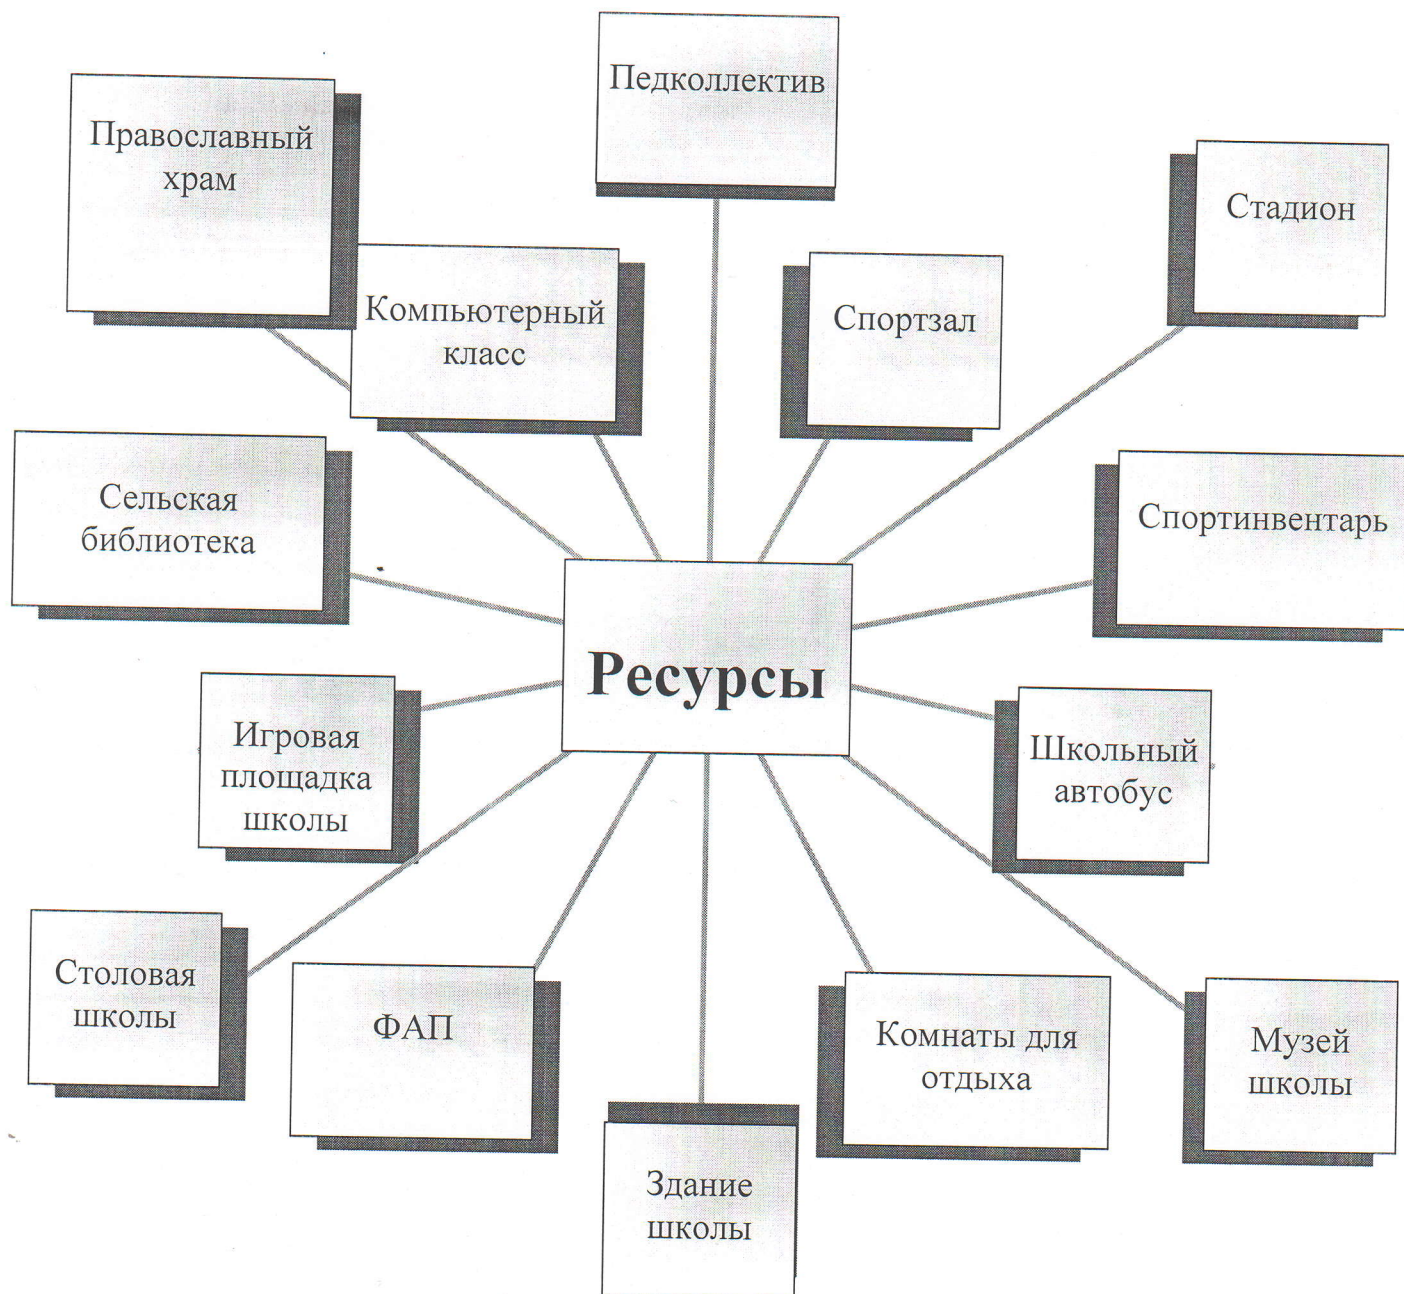 Педколлектив
Православный
храм
Стадион
Компьютерный
класс
Спортзал
Сельская
библиотека
Спортинвентарь
Ресурсы
Игровая
площадка
школы
Школьный
автобус
Столовая
школы
ФАП
Комнаты для
отдыха
Музей
школы
Здание
школы